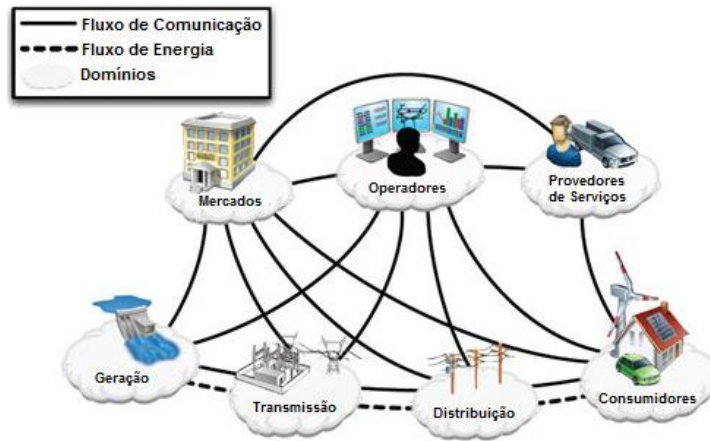 Fluxo de Comunicação
Fluxo de Energia
Domínios
Mercados
Operadores
Provedores
de Serviços
Geração
Transmissão
Distribuição
Consumidores